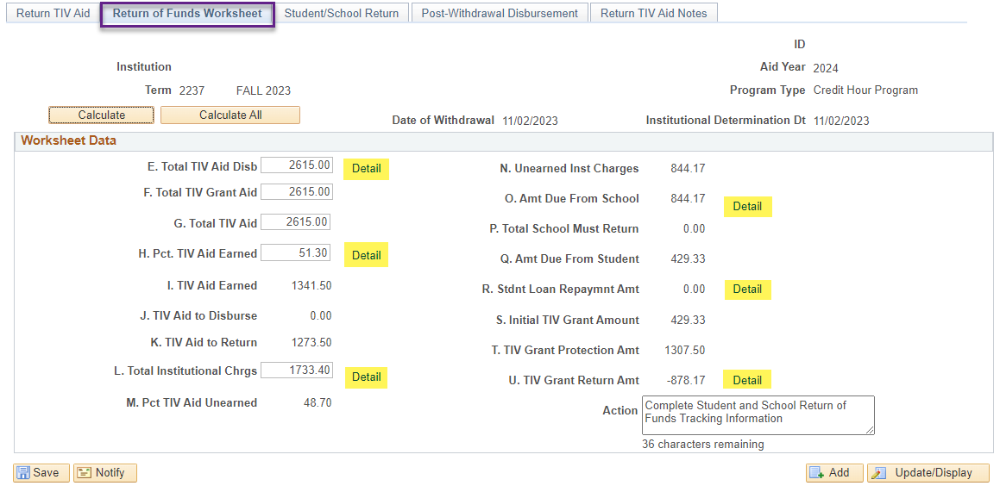 Return TIV Aid Return of Funds Worksheet Student/School Return Post-Withdrawal Disbursement Return TIV Aid Notes
ID
Institution Aid Year 2024
Term 2237 FALL 2023 Program Type Credit Hour Program
Calculate Calculate All Date of Withdrawal 11/02/2023 Institutional Determination Dt 11/02/2023
Worksheet Data
E. Total TIV Aid Disb 2615.00 Detail
F. Total TIV Grant Aid 2615.00
G. Total TIV Aid 2615.00
H. Pct. TIV Aid Earned 51.30 Detail
I. TIV Aid Earned 1341.50
J. TIV Aid to Disburse 0.00
K. TIV Aid to Return 1273.50
L. Total Institutional Chrgs 1733.40 Detail
M. Pct TIV Aid Unearned 48.70
N. Unearned Inst Charges 844.17
O. Amt Due From School 844.17 Detail
P. Total School Must Return 0.00
Q. Amt Due From Student 429.33
R. Stdnt Loan Repaymnt Amt 0.00 Detail
S. Initial TIV Grant Amount 429.33
T. TIV Grant Protection Amt 1307.50
U. TIV Grant Return Amt -878.17 Detail
Action Complete Student and School Return of
Funds Tracking Information
36 characters remaining
Save Notify Add Update/Display